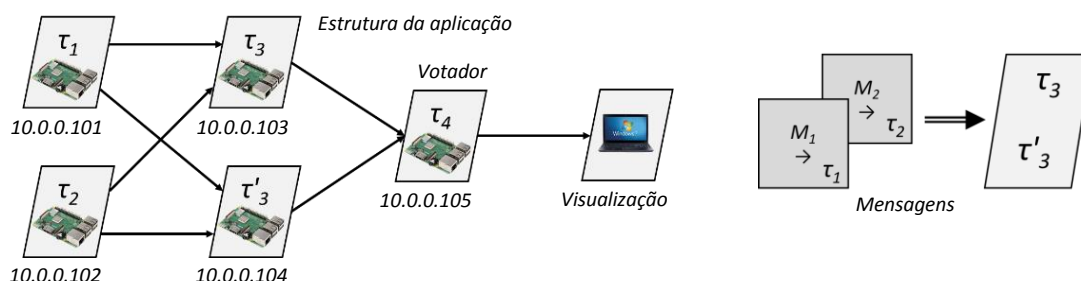 Estrutura da aplicação
τ1
τ3
Votador
10.0.0.101
10.0.0.103
τ4
τ2
τ'3
10.0.0.105
Visualização
10.0.0.102
10.0.0.104
M2
→ τ2
M1
→ τ1
Mensagens
τ3
τ'3